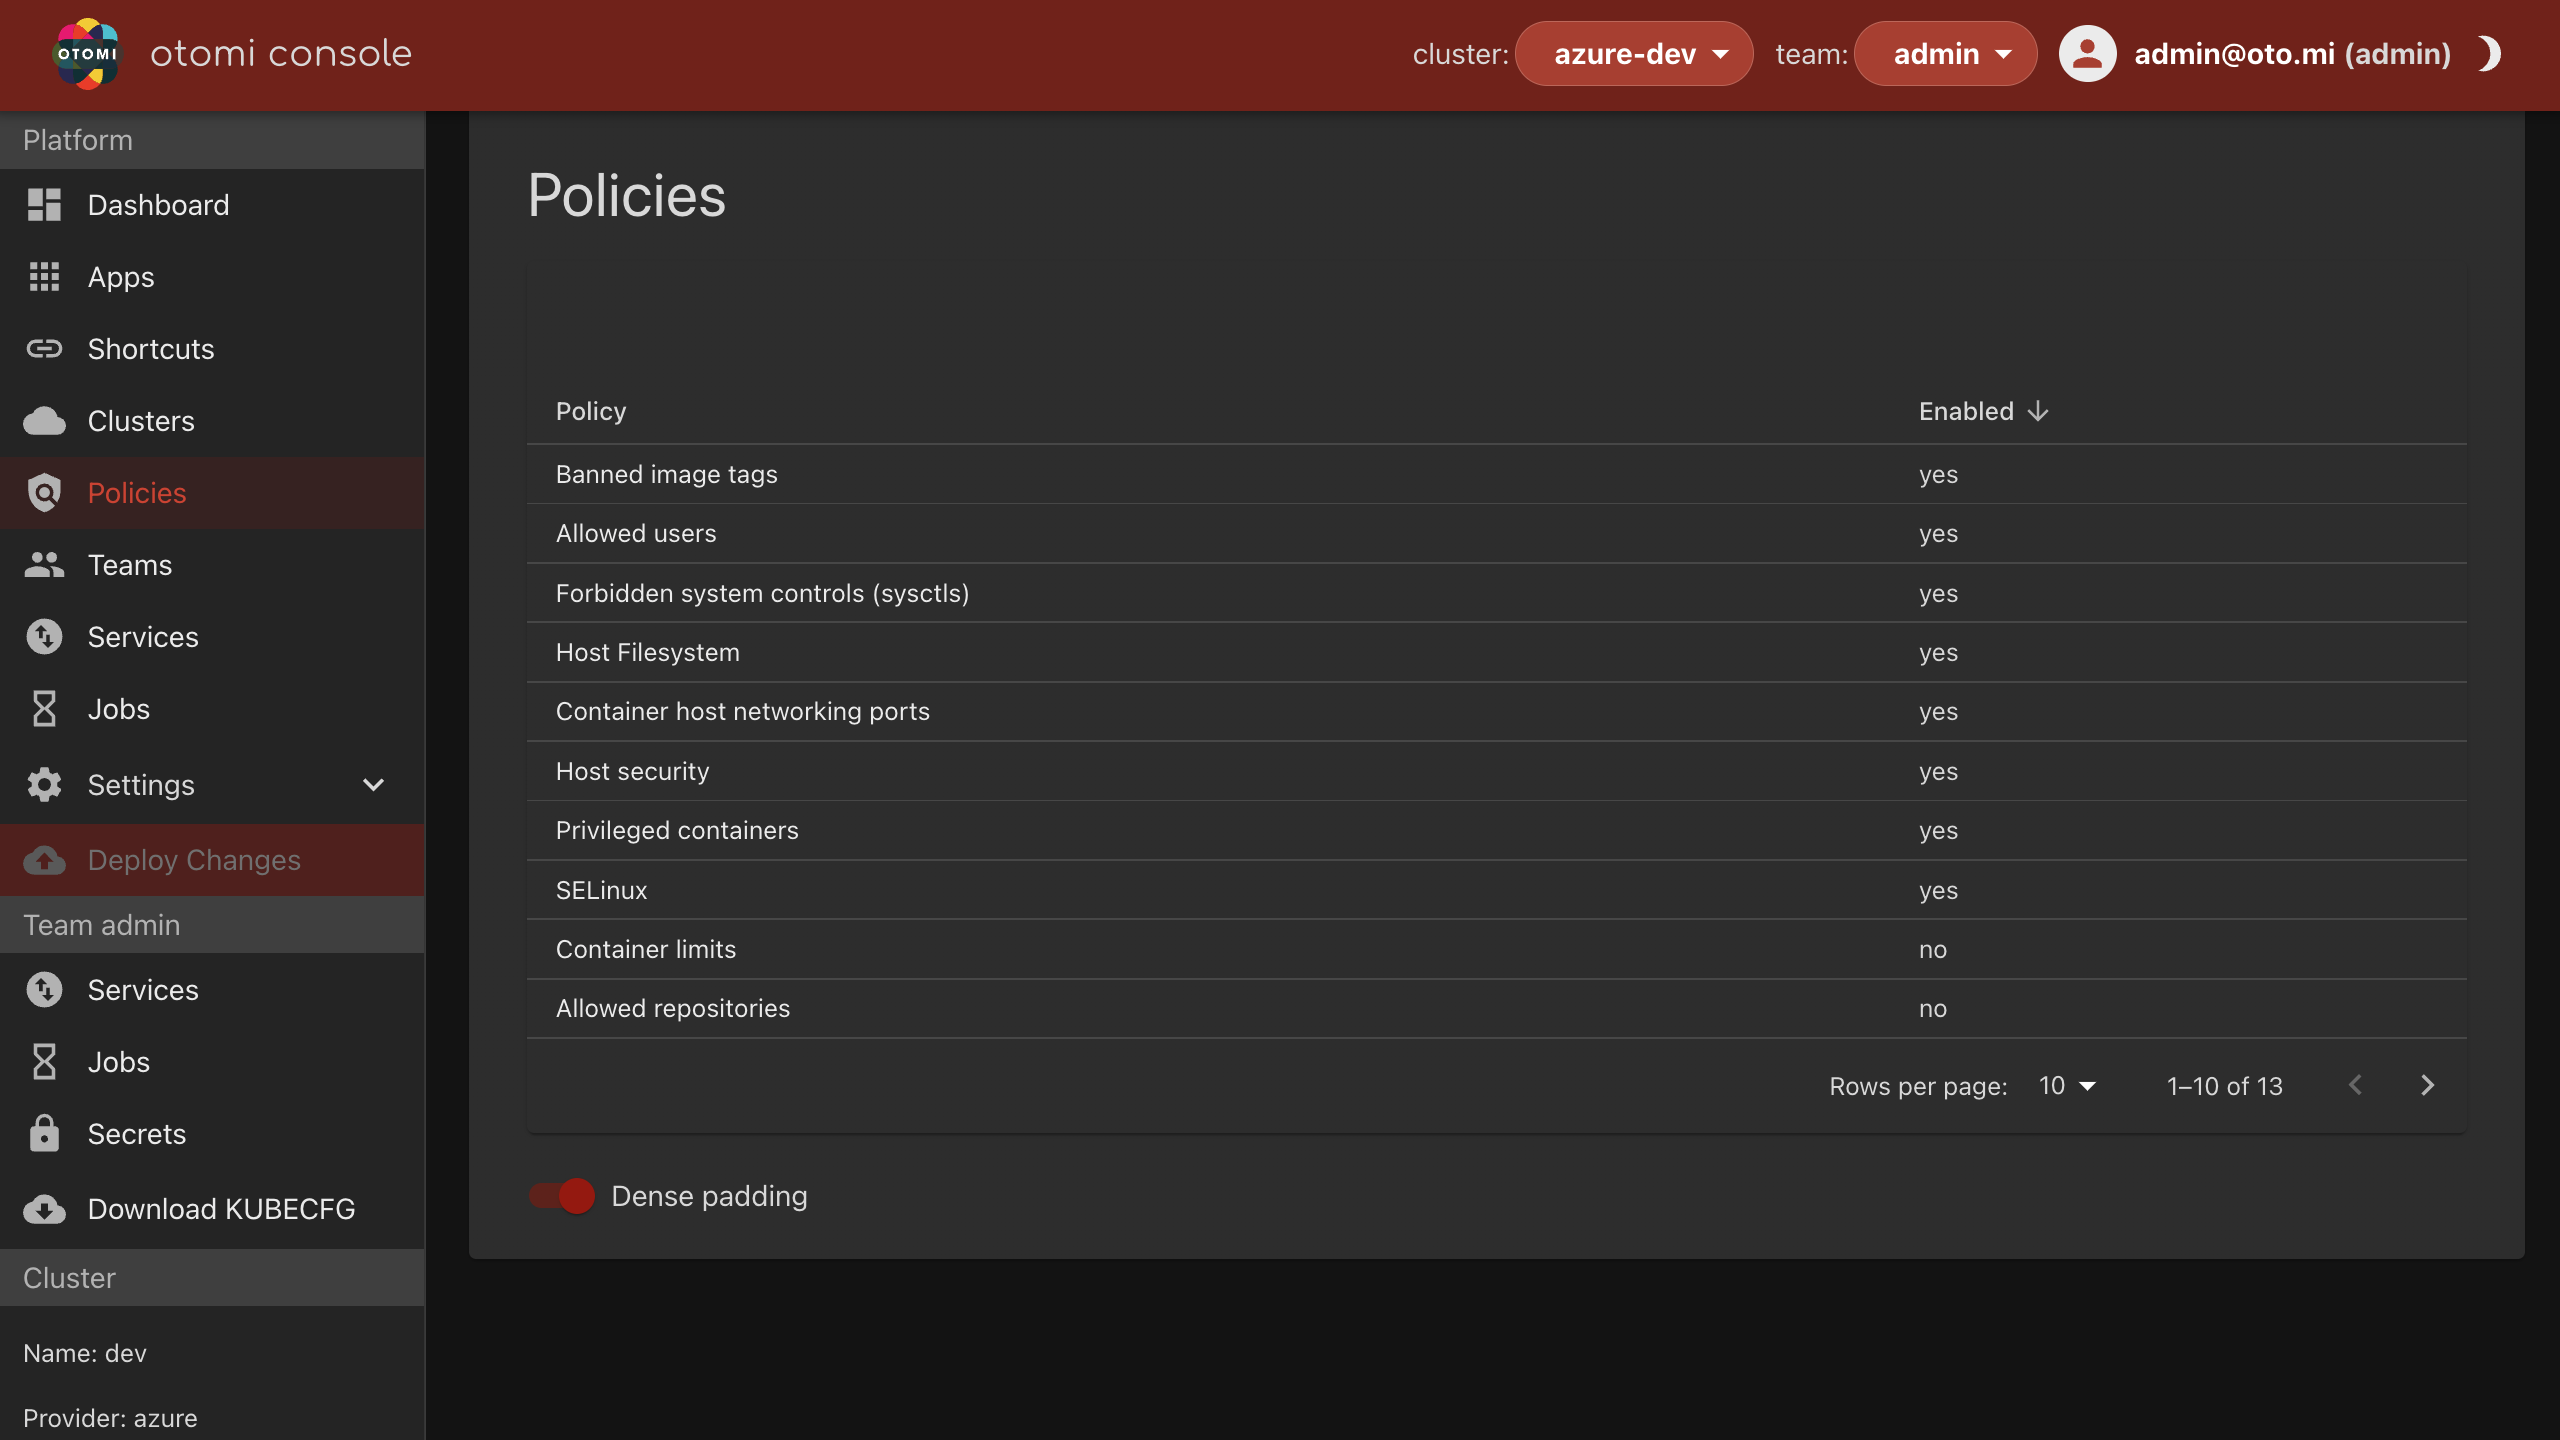 OTOMI otomi console
cluster: azure-dev team: admin admin@oto.mi (admin)
Platform
Dashboard
Apps
Shortcuts
Clusters
Policies
Teams
Services
Jobs
Settings
Deploy Changes
Team admin
Services
Jobs
Secrets
Download KUBECFG
Cluster
Name: dev
Provider: azure
Policies
Policy Enabled
Banned image tags yes
Allowed users yes
Forbidden system controls (sysctls) yes
Host Filesystem yes
Container host networking ports yes
Host security yes
Privileged containers yes
SELinux yes
Container limits no
Allowed repositories no
Rows per page: 10 1–10 of 13
Dense padding